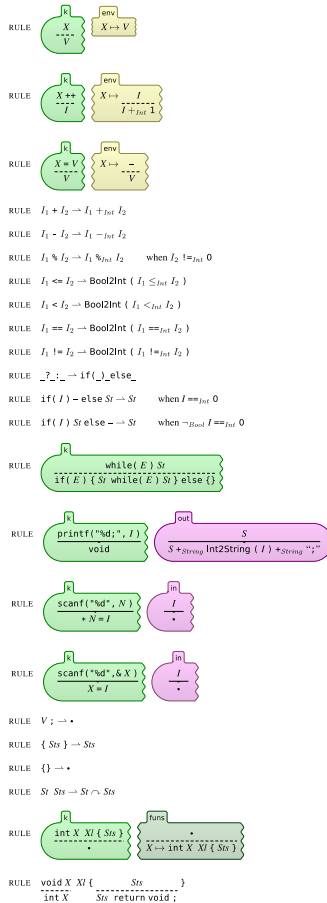 k env
RULE X X ↦ V
V
k env
RULE X ++ X ↦ I
I I +Int 1
k env
RULE X = V X ↦ –
V V
RULE I1 + I2 ⇀ I1 +Int I2
RULE I1 - I2 ⇀ I1 −Int I2
RULE I1 % I2 ⇀ I1 %Int I2 when I2 !=Int 0
RULE I1 <= I2 ⇀ Bool2Int ( I1 ≤Int I2 )
RULE I1 < I2 ⇀ Bool2Int ( I1 <Int I2 )
RULE I1 == I2 ⇀ Bool2Int ( I1 ==Int I2 )
RULE I1 != I2 ⇀ Bool2Int ( I1 !=Int I2 )
RULE _?_:_ ⇀ if(_)_else_
RULE if( I ) – else St ⇀ St when I ==Int 0
RULE if( I ) St else – ⇀ St when ¬Bool I ==Int 0
k
RULE while( E ) St
if( E ) { St while( E ) St } else {}
k out
RULE printf("%d;", I ) S
void S +String Int2String ( I ) +String “;”
k in
RULE scanf("%d", N ) I
∗ N = I •
k in
RULE scanf("%d",& X ) I
X = I •
RULE V ; ⇀ •
RULE { Sts } ⇀ Sts
RULE {} ⇀ •
RULE St Sts ⇀ St ↷ Sts
k funs
RULE int X Xl { Sts } •
• X ↦ int X Xl { Sts }
RULE void X Xl { Sts }
int X Sts return void ;